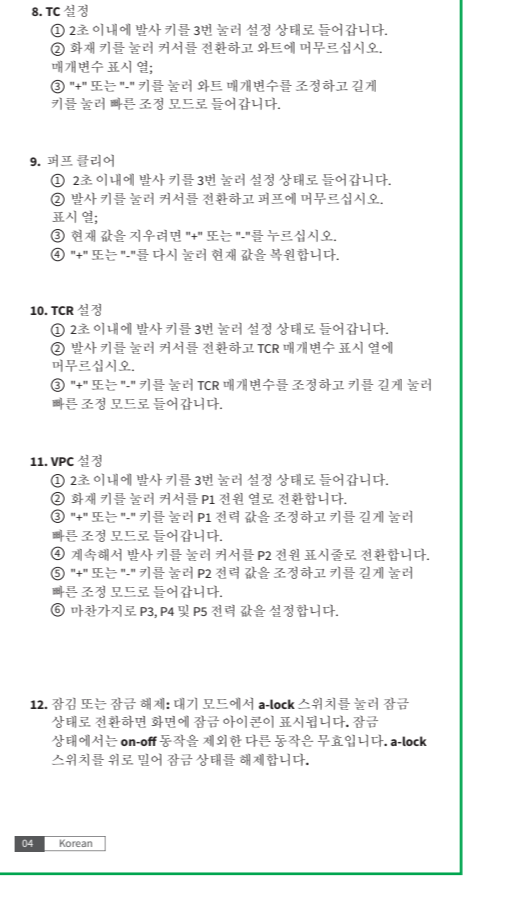 8. TC 설정
① 2초 이내에 발사 키를 3번 눌러 설정 상태로 들어갑니다.
② 화재 키를 눌러 커서를 전환하고 와트에 머무르십시오.
매개변수 표시 열;
③ "+" 또는 "-" 키를 눌러 와트 매개변수를 조정하고 길게
키를 눌러 빠른 조정 모드로 들어갑니다.
9. 퍼프 클리어
① 2초 이내에 발사 키를 3번 눌러 설정 상태로 들어갑니다.
② 발사 키를 눌러 커서를 전환하고 퍼프에 머무르십시오.
표시 열;
③ 현재 값을 지우려면 "+" 또는 "-"를 누르십시오.
④ "+" 또는 "-"를 다시 눌러 현재 값을 복원합니다.
10. TCR 설정
① 2초 이내에 발사 키를 3번 눌러 설정 상태로 들어갑니다.
② 발사 키를 눌러 커서를 전환하고 TCR 매개변수 표시 열에
머무르십시오.
③ "+" 또는 "-" 키를 눌러 TCR 매개변수를 조정하고 키를 길게 눌러
빠른 조정 모드로 들어갑니다.
11. VPC 설정
① 2초 이내에 발사 키를 3번 눌러 설정 상태로 들어갑니다.
② 화재 키를 눌러 커서를 P1 전원 열로 전환합니다.
③ "+" 또는 "-" 키를 눌러 P1 전력 값을 조정하고 키를 길게 눌러
빠른 조정 모드로 들어갑니다.
④ 계속해서 발사 키를 눌러 커서를 P2 전원 표시줄로 전환합니다.
⑤ "+" 또는 "-" 키를 눌러 P2 전력 값을 조정하고 키를 길게 눌러
빠른 조정 모드로 들어갑니다.
⑥ 마찬가지로 P3, P4 및 P5 전력 값을 설정합니다.
12. 잠김 또는 잠금 해제: 대기 모드에서 a-lock 스위치를 눌러 잠금
상태로 전환하면 화면에 잠금 아이콘이 표시됩니다. 잠금
상태에서는 on-off 동작을 제외한 다른 동작은 무효입니다. a-lock
스위치를 위로 밀어 잠금 상태를 해제합니다.
04 Korean